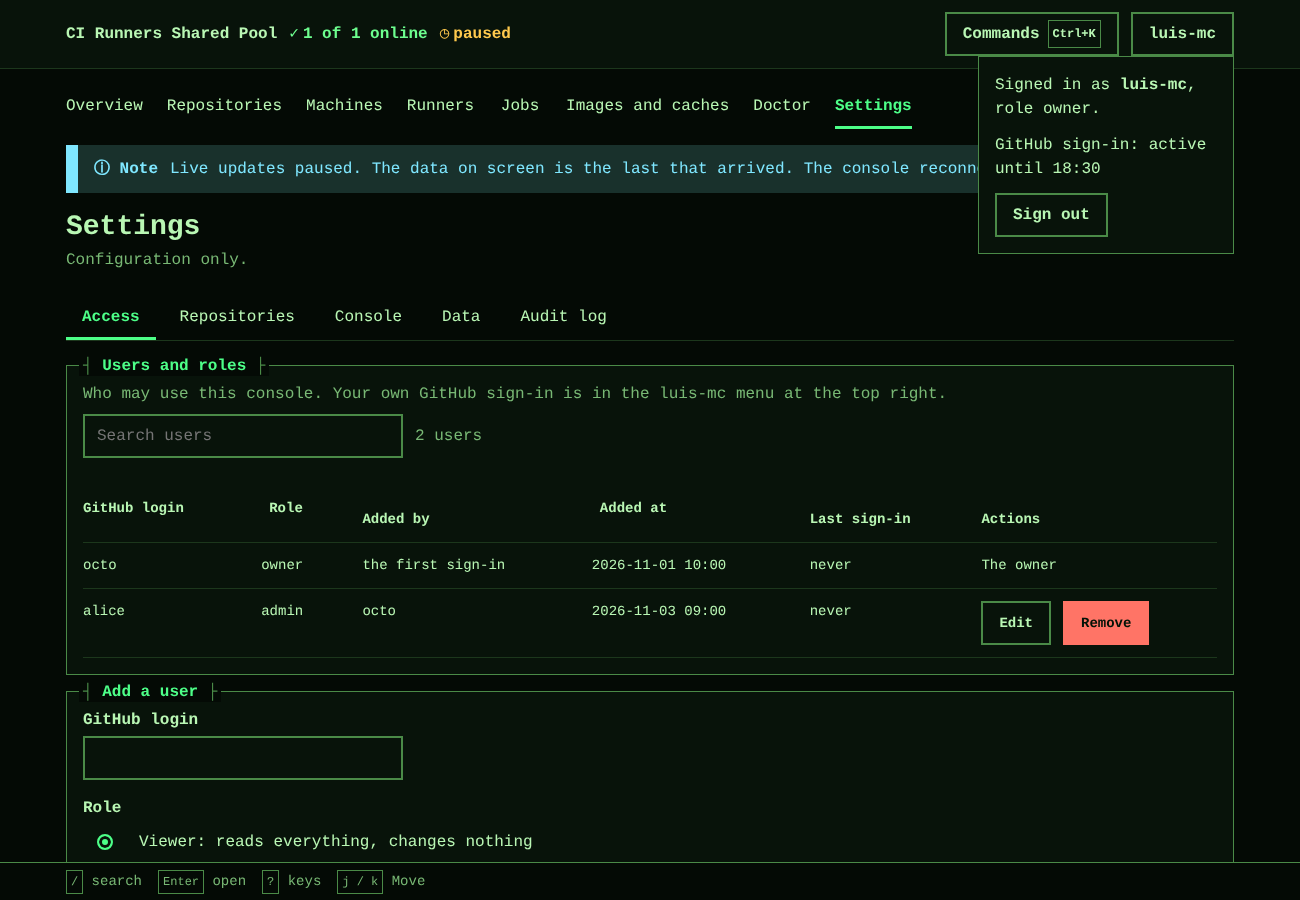 CI Runners Shared Pool ✓ 1 of 1 online ◷ paused
Commands Ctrl+K
luis-mc
Signed in as luis-mc,
role owner.
GitHub sign-in: active
until 18:30
Sign out
Overview Repositories Machines Runners Jobs Images and caches Doctor Settings
ⓘ Note Live updates paused. The data on screen is the last that arrived. The console
Settings
Configuration only.
Access Repositories Console Data Audit log
Users and roles
Who may use this console. Your own GitHub sign-in is in the luis-mc menu at the top right.
Search users 2 users
GitHub login Role Added by Added at Last sign-in Actions
octo owner the first sign-in 2026-11-01 10:00 never The owner
alice admin octo 2026-11-03 09:00 never Edit Remove
Add a user
GitHub login
Role
Viewer: reads everything, changes nothing
/ search Enter open ? keys j / k Move